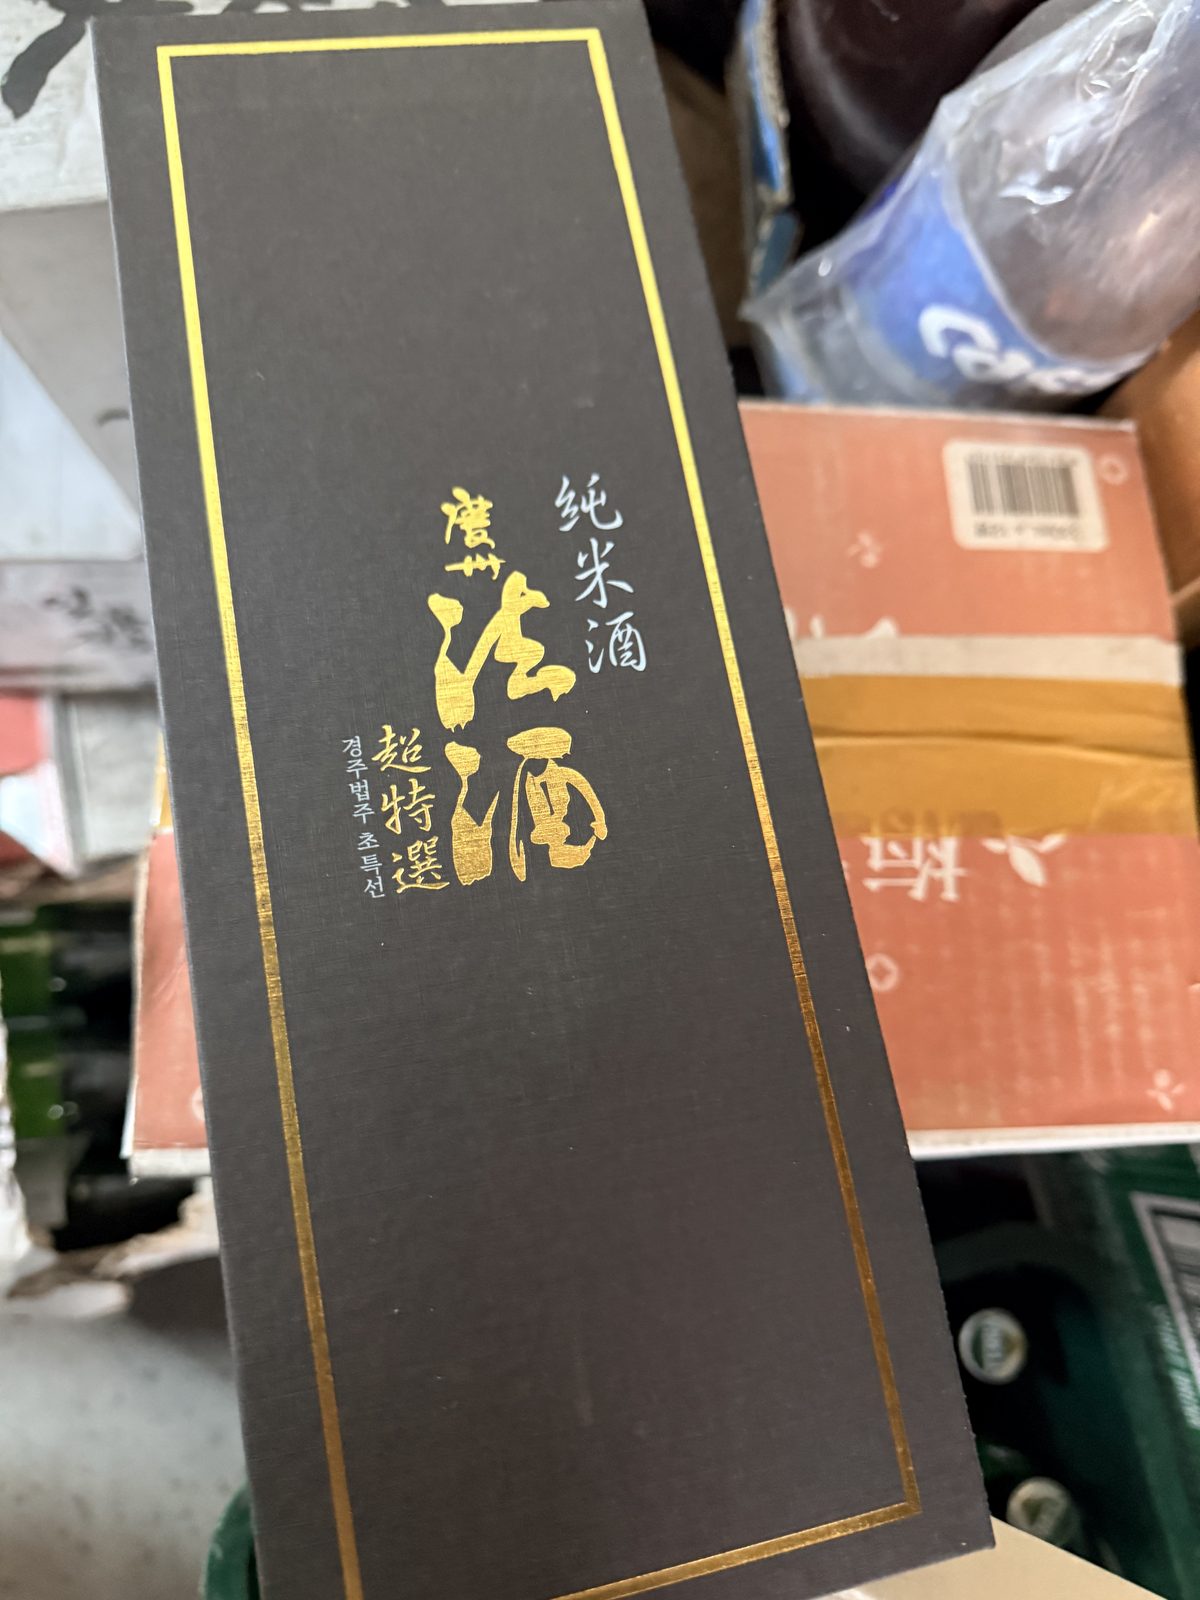 純米酒
慶州
法酒
超特選
경주법주 초특선